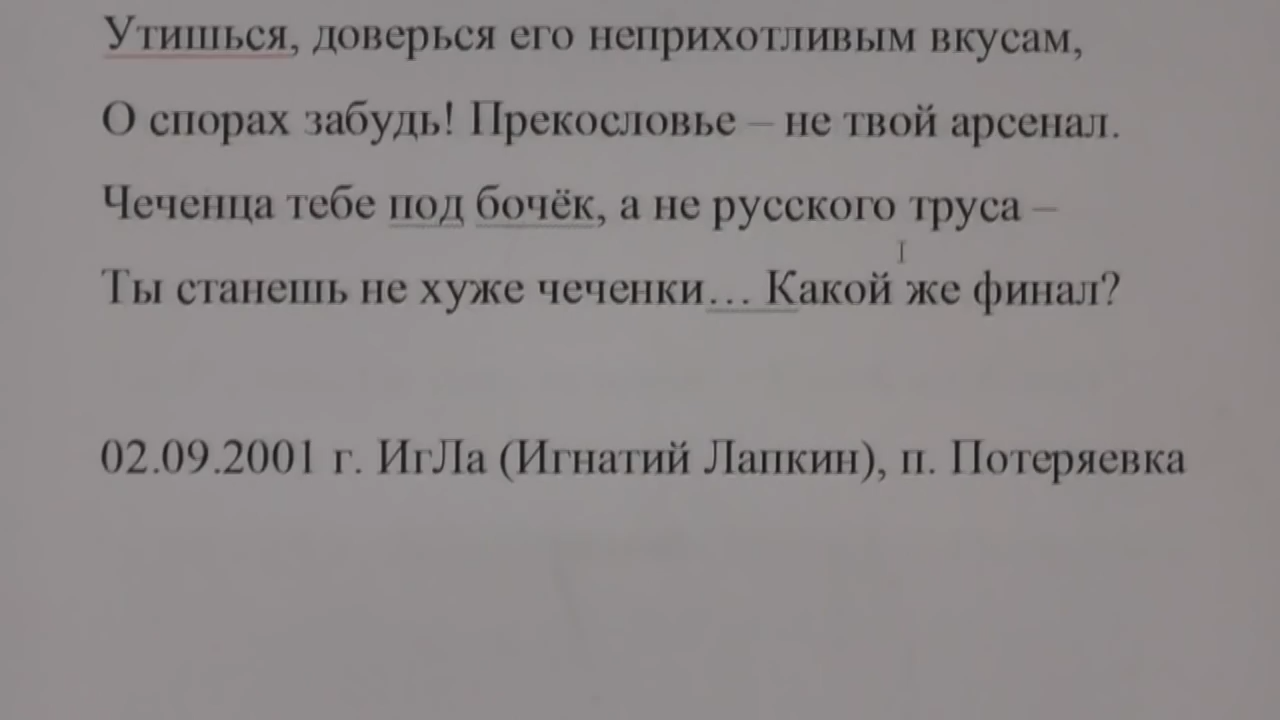 Утишься, доверься его неприхотливым вкусам,
О спорах забудь! Прекословье – не твой арсенал.
Чеченца тебе под бочёк, а не русского труса –
Ты станешь не хуже чеченки… Какой же финал?
02.09.2001 г. ИгЛа (Игнатий Лапкин), п. Потеряевка